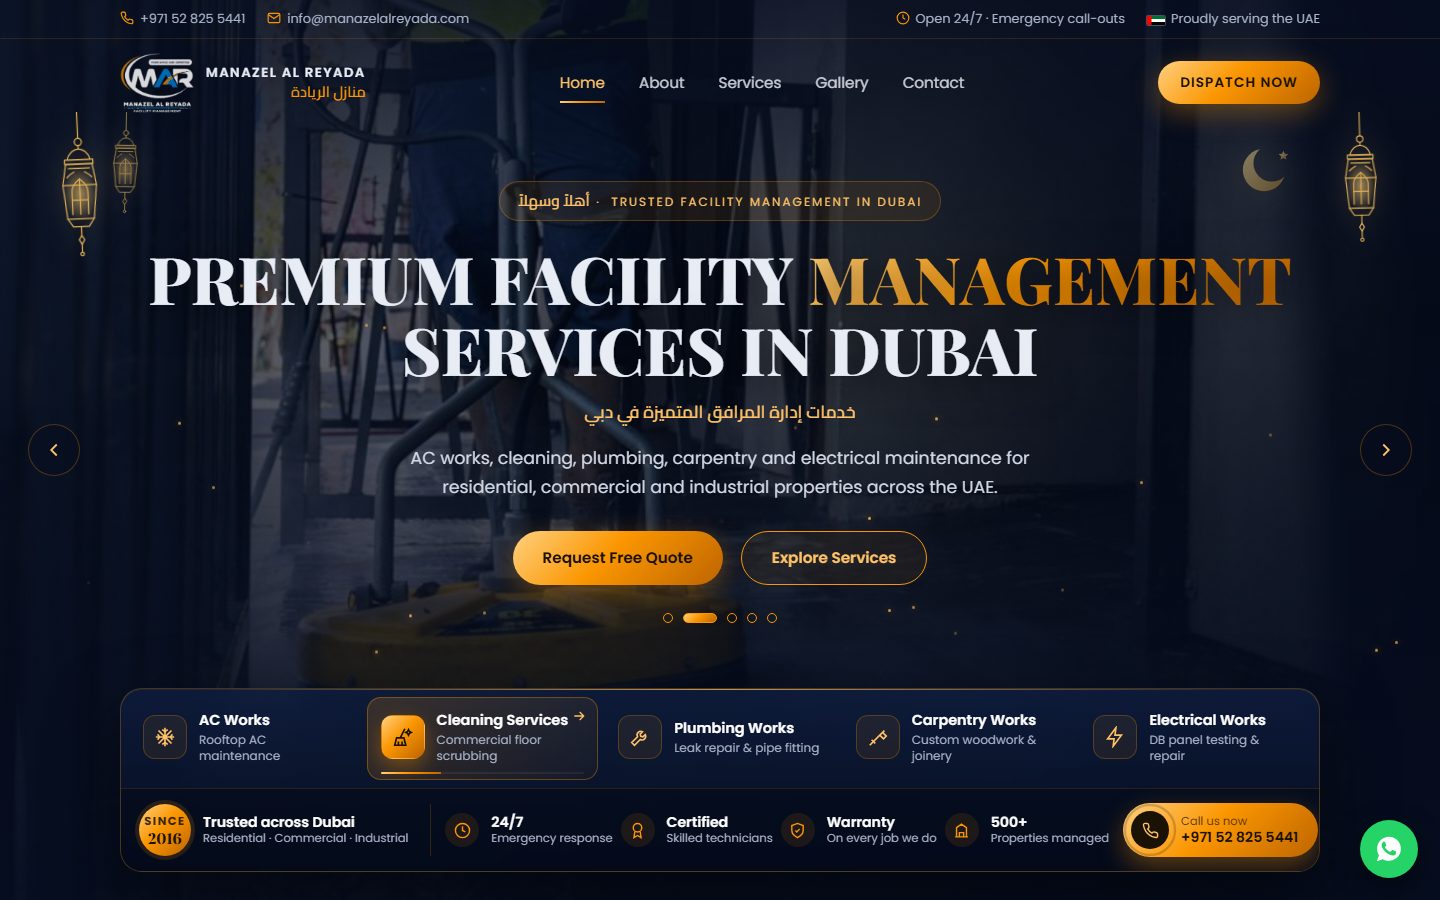 +971 52 825 5441
info@manazelalreyada.com
Open 24/7 · Emergency call-outs
Proudly serving the UAE
MAR
MANAZEL AL REYADA
FACILITY MANAGEMENT
MANAZEL AL REYADA
منازل الريادة
Home
About
Services
Gallery
Contact
DISPATCH NOW
أهلاً وسهلاً · TRUSTED FACILITY MANAGEMENT IN DUBAI
PREMIUM FACILITY MANAGEMENT
SERVICES IN DUBAI
خدمات إدارة المرافق المتميزة في دبي
AC works, cleaning, plumbing, carpentry and electrical maintenance for
residential, commercial and industrial properties across the UAE.
Request Free Quote
Explore Services
AC Works
Rooftop AC
maintenance
Cleaning Services
Commercial floor
scrubbing
Plumbing Works
Leak repair & pipe fitting
Carpentry Works
Custom woodwork &
joinery
Electrical Works
DB panel testing &
repair
SINCE
2016
Trusted across Dubai
Residential · Commercial · Industrial
24/7
Emergency response
Certified
Skilled technicians
Warranty
On every job we do
500+
Properties managed
Call us now
+971 52 825 5441